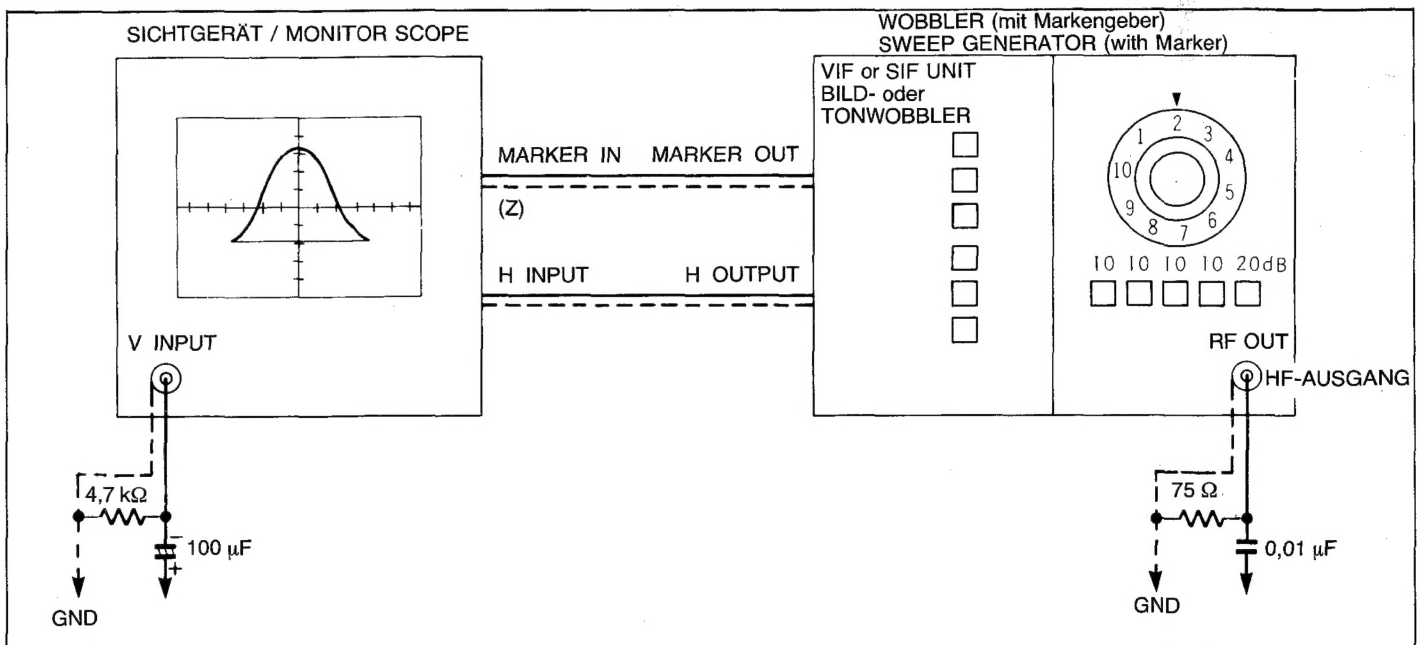 SICHTGERÄT / MONITOR SCOPE
WOBBLER (mit Markengeber)
SWEEP GENERATOR (with Marker)
VIF or SIF UNIT
BILD- oder
TONWOBBLER
MARKER IN MARKER OUT
(Z)
H INPUT H OUTPUT
1 2 3 4 5 6 7 8 9 10
10 10 10 10 20dB
V INPUT
RF OUT
HF-AUSGANG
4,7 kΩ
− 100 µF
+
GND
75 Ω
0,01 µF
GND